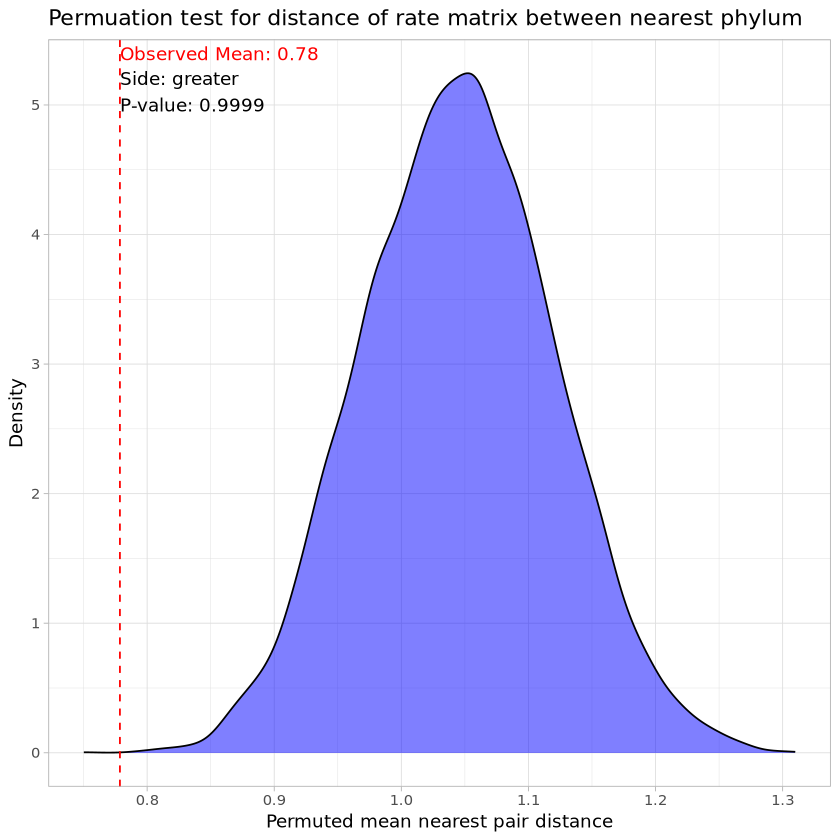 Permuation test for distance of rate matrix between nearest phylum
Observed Mean: 0.78
Side: greater
P-value: 0.9999
5
4
3
2
1
0
Density
0.8 0.9 1.0 1.1 1.2 1.3
Permuted mean nearest pair distance